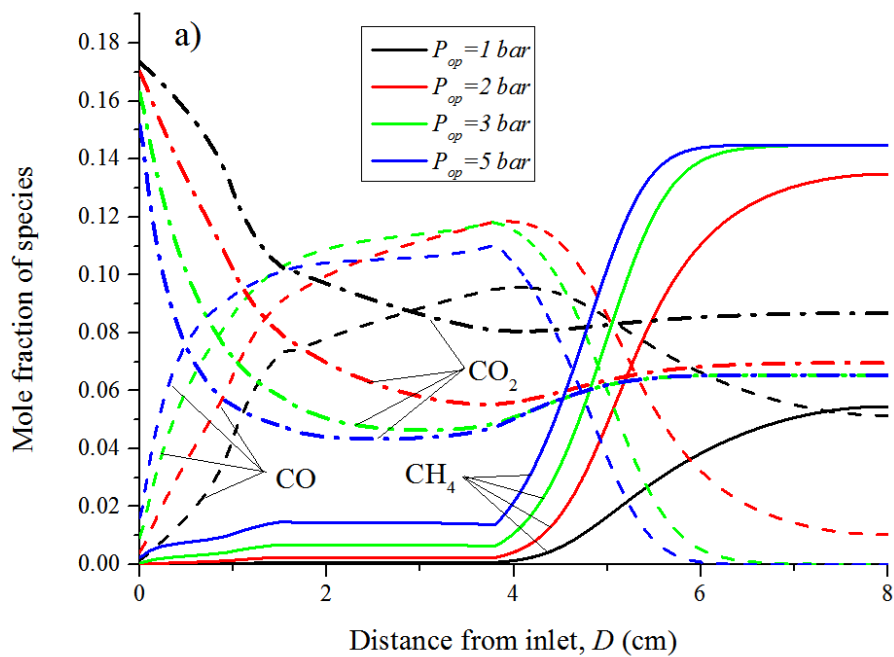 a)
P_op=1 bar
P_op=2 bar
P_op=3 bar
P_op=5 bar
Mole fraction of species
0.18
0.16
0.14
0.12
0.10
0.08
0.06
0.04
0.02
0.00
CO₂
CO
CH₄
0
2
4
6
8
Distance from inlet, D (cm)